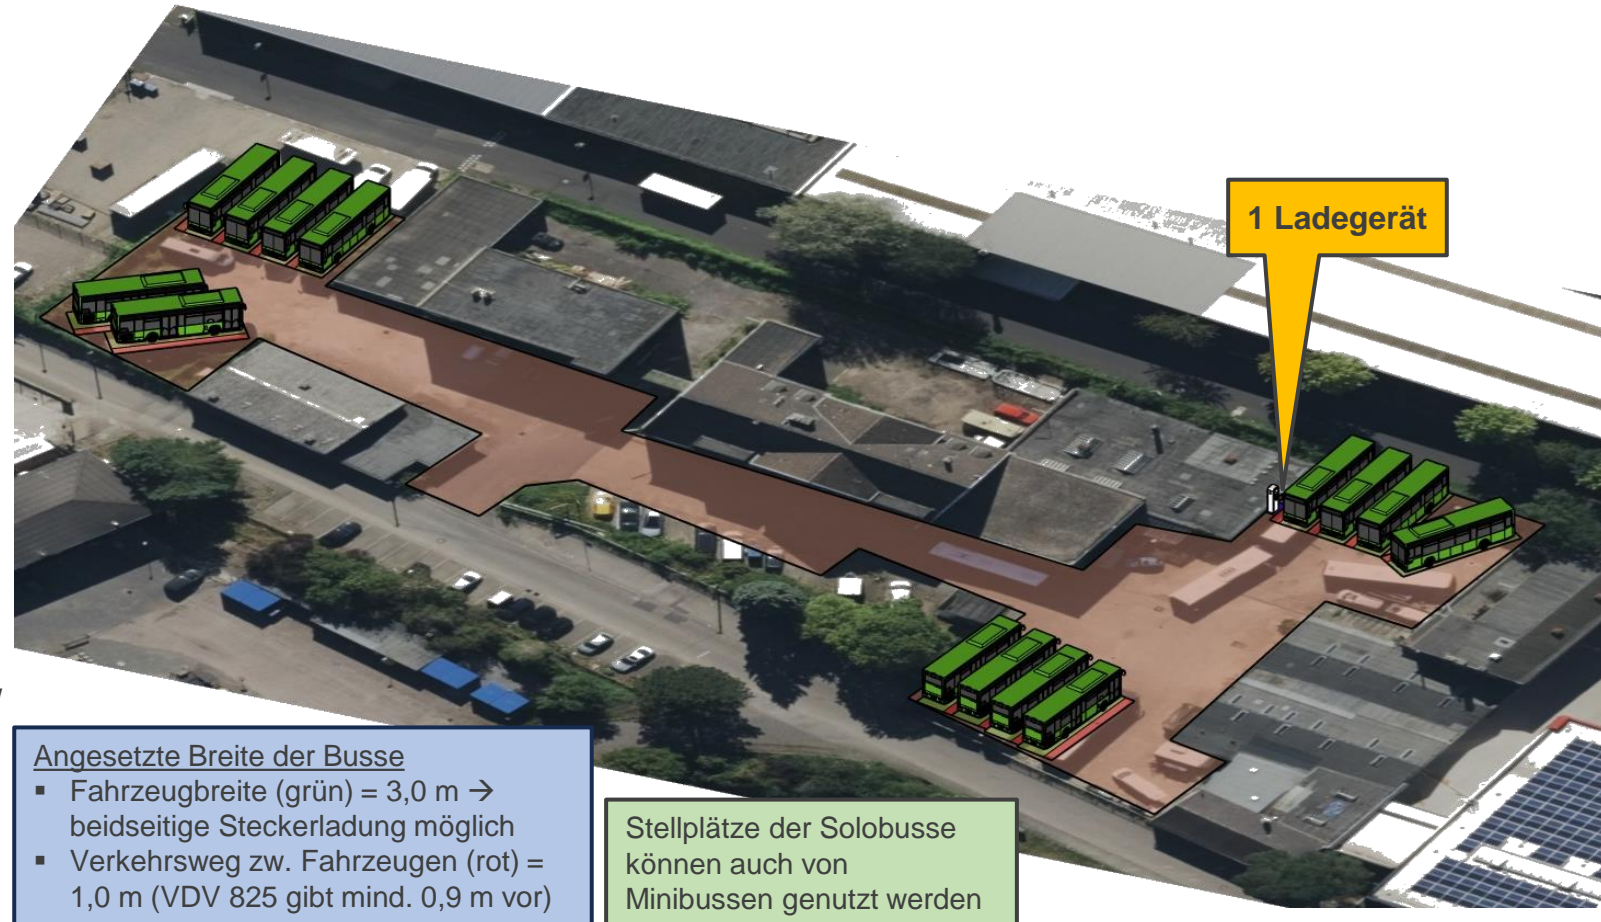 1 Ladegerät
Angesetzte Breite der Busse
▪ Fahrzeugbreite (grün) = 3,0 m →
beidseitige Steckerladung möglich
▪ Verkehrsweg zw. Fahrzeugen (rot) =
1,0 m (VDV 825 gibt mind. 0,9 m vor)
Stellplätze der Solobusse
können auch von
Minibussen genutzt werden